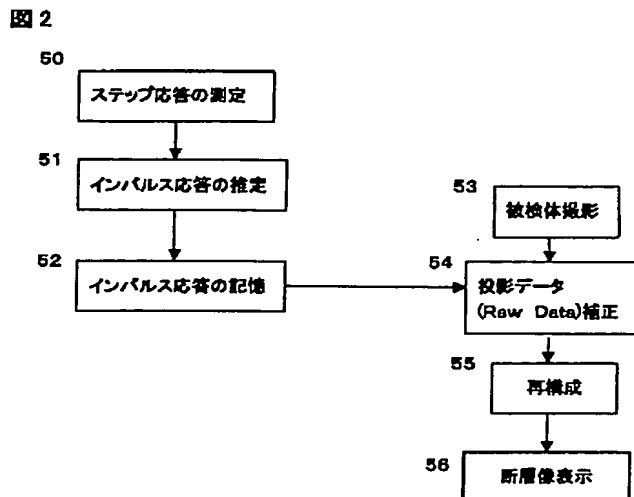 図2
50
ステップ応答の測定
51
インパルス応答の推定
52
インパルス応答の記憶
53
被検体撮影
54
投影データ
(Raw Data)補正
55
再構成
56
断層像表示